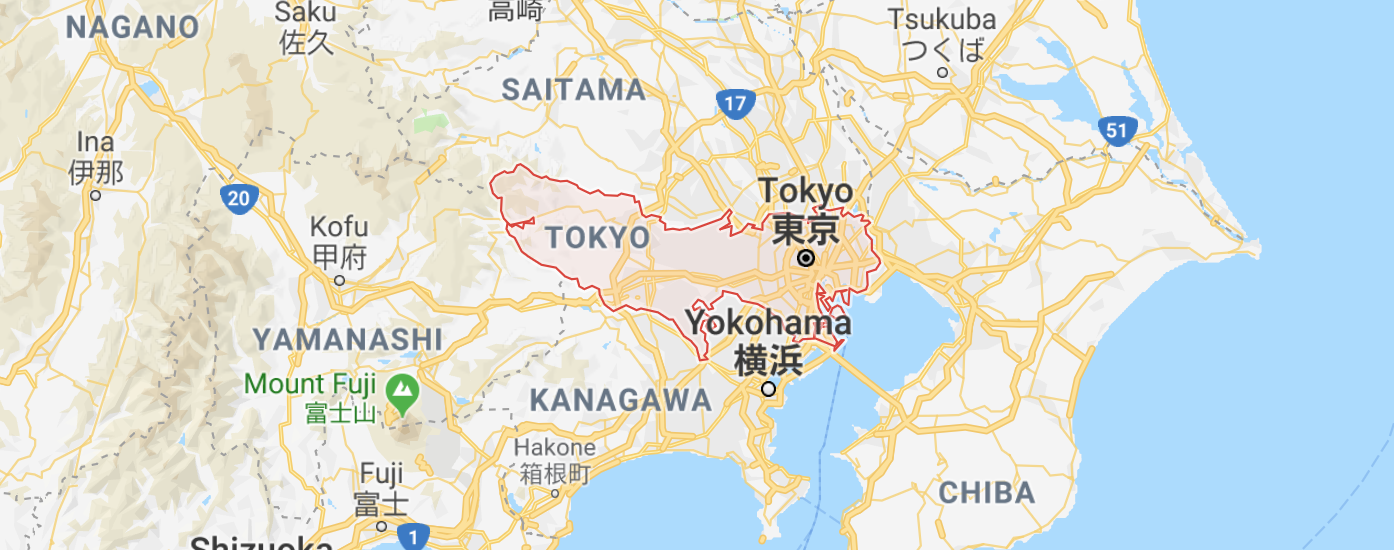 NAGANO
Saku
佐久
高崎
Tsukuba
つくば
SAITAMA
17
51
Ina
伊那
20
Kofu
甲府
TOKYO
Tokyo
東京
YAMANASHI
Yokohama
横浜
Mount Fuji
富士山
KANAGAWA
Hakone
箱根町
Fuji
富士
CHIBA
1
Shizuoka